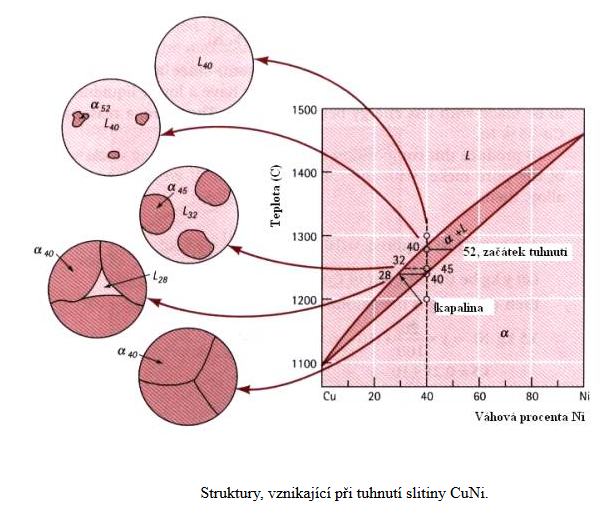 L40
α52
L40
α45
L32
α40
L28
α40
Teplota (C)
1500
1400
1300
1200
1100
L
α+L
40
52, začátek tuhnutí
32
45
28
40
kapalina
α
Cu
20
40
60
80
Ni
Váhová procenta Ni
Struktury, vznikající při tuhnutí slitiny CuNi.